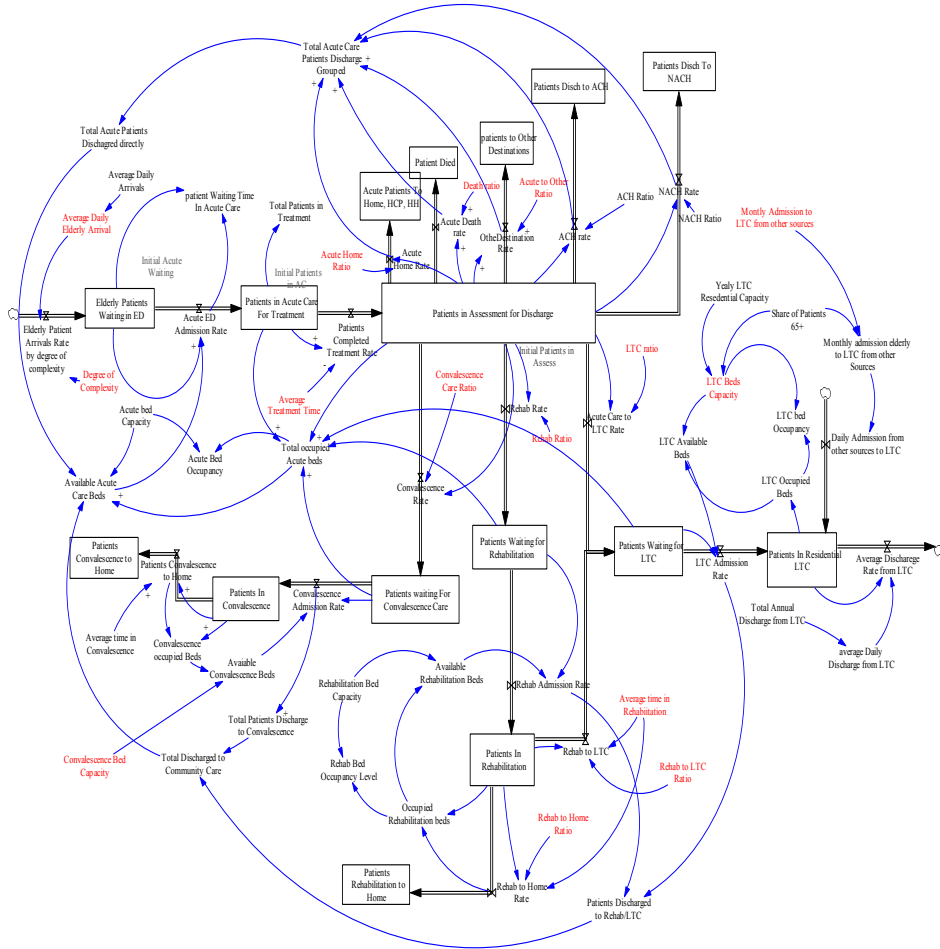 Total Acute Care
Patients Discharge +
Grouped
+
+
Patients Disch To
NACH
Patients Disch to ACH
patients to Other
Destinations
Patient Died
Acute Patients To
Home, HCP, HH
Total Acute Patients
Dischagred directly
Average Daily
Arrivals
Average Daily
Elderly Arrival
patient Waiting Time
In Acute Care
Total Patients in
Treatment
Death ratio
Acute to Other
Ratio
Acute Death
rate
+
OtheDestination
Rate
+
+
ACH rate
+
ACH Ratio
NACH Rate
+
NACH Ratio
Montly Admission to
LTC from other sources
Acute Home
Ratio
Acute
Home Rate
Initial Acute
Waiting
Initial Patients
in AC
Elderly Patients
Waiting in ED
Acute ED
Admission Rate
+
Patients in Acute Care
For Treatment
Patients in Assessment for Discharge
Elderly Patient
Arrivals Rate
by degree of
complexity
+
Degree of
Complexity
+
Patients
Completed
Treatment Rate
-
Initial Patients in
Assess
LTC ratio
Yealy LTC
Resedential Capacity
Share of Patients
65+
Monthly admission elderly
to LTC from other
Sources
LTC Beds
Capacity
Convalescence
Care Ratio
Average
Treatment Time
+
Rehab Rate
Rehab Ratio
Acute Care to
LTC Rate
Acute bed
Capacity
Acute Bed
Occupancy
+
+
Total occupied
Acute beds
LTC bed
Occupancy
Daily Admission from
other sources to LTC
LTC Available
Beds
LTC Occupied
Beds
Available Acute
Care Beds
+
+
Convalescence
Rate
+
Patients
Convalescence to
Home
Patients Convalescence
to Home
+
+
Patients In
Convalescence
+
Convalescence
Admission Rate
Patients waiting For
Convalescence Care
Patients Waiting for
Rehabilitation
Patients Waiting for
LTC
LTC Admission
Rate
Patients In Residential
LTC
Average Dischargee
Rate from LTC
Total Annual
Discharge from LTC
average Daily
Discharge from LTC
Average time in
Convalescence
Convalescence
occupied Beds
Avaiable
Convalescence Beds
Rehabilitation Bed
Capacity
Available
Rehabilitation Beds
Rehab Admission Rate
Average time in
Rehabiitation
Total Patients Discharge
to Convalescence
+
Convalescence Bed
Capacity
Total Discharged to
Community Care
Rehab Bed
Occupancy Level
Patients In
Rehabilitation
Rehab to LTC
Rehab to LTC
Ratio
Occupied
Rehabilitation beds
Rehab to Home
Ratio
Patients
Rehabilitation to
Home
Rehab to Home
Rate
Patients Discharged
to Rehab/LTC